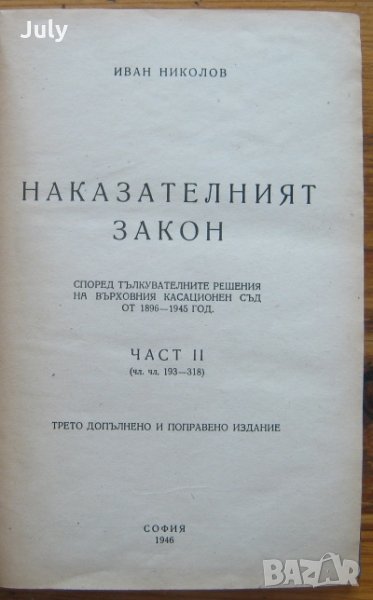 July
ИВАН НИКОЛОВ
НАКАЗАТЕЛНИЯТ
ЗАКОН
СПОРЕД ТЪЛКУВАТЕЛНИТЕ РЕШЕНИЯ
НА ВЪРХОВНИЯ КАСАЦИОНЕН СЪД
ОТ 1896—1945 ГОД.
ЧАСТ II
(чл. чл. 193—318)
ТРЕТО ДОПЪЛНЕНО И ПОПРАВЕНО ИЗДАНИЕ
СОФИЯ
1946
BAZAR